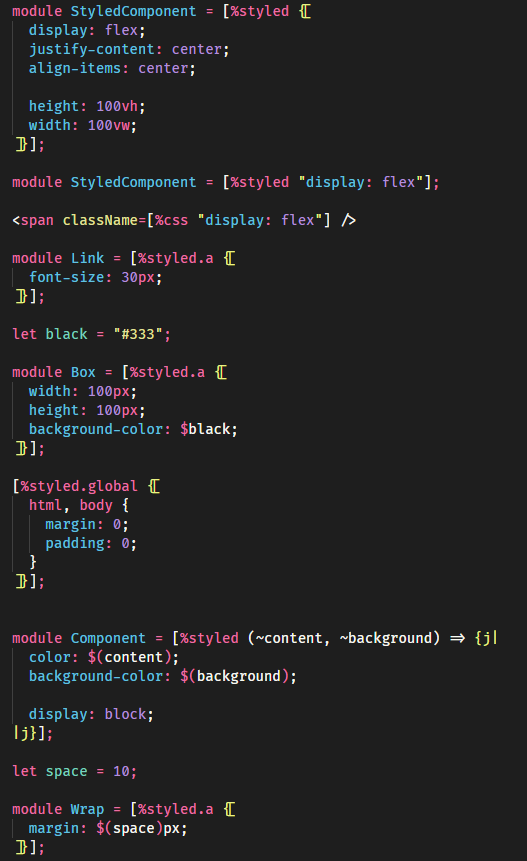 module StyledComponent = [%styled {|
display: flex;
justify-content: center;
align-items: center;
height: 100vh;
width: 100vw;
|}];
module StyledComponent = [%styled "display: flex"];
<span className=[%css "display: flex"] />
module Link = [%styled.a {|
font-size: 30px;
|}];
let black = "#333";
module Box = [%styled.a {|
width: 100px;
height: 100px;
background-color: $black;
|}];
[%styled.global {|
html, body {
margin: 0;
padding: 0;
}
|}];
module Component = [%styled (~content, ~background) => {j|
color: $(content);
background-color: $(background);
display: block;
|j}];
let space = 10;
module Wrap = [%styled.a {|
margin: $(space)px;
|}];